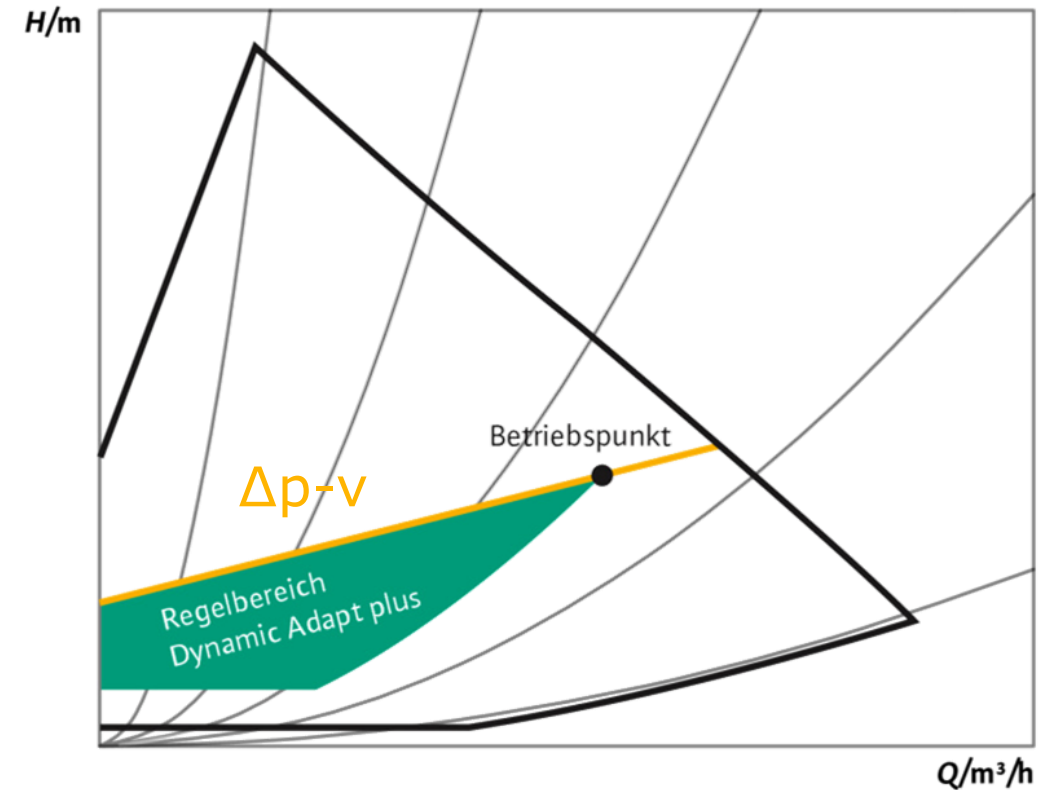 H/m
Betriebspunkt
Δp-v
Regelbereich
Dynamic Adapt plus
Q/m³/h